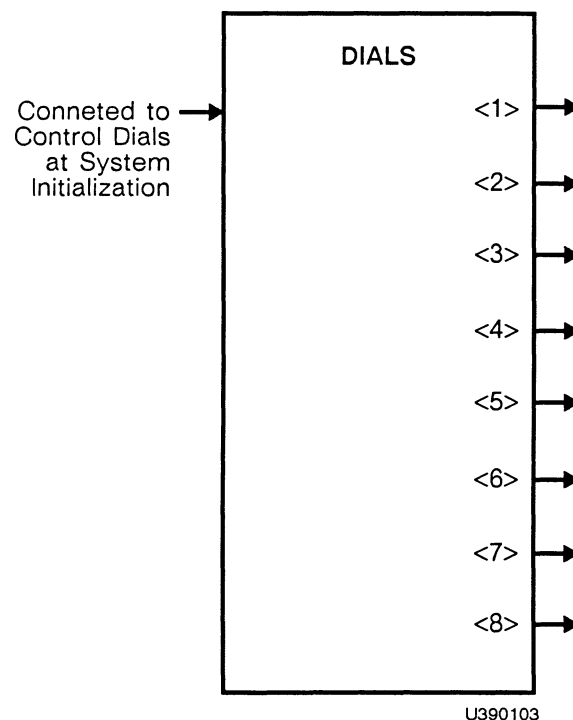 DIALS
Conneted to
Control Dials
at System
Initialization
<1>
<2>
<3>
<4>
<5>
<6>
<7>
<8>
U390103